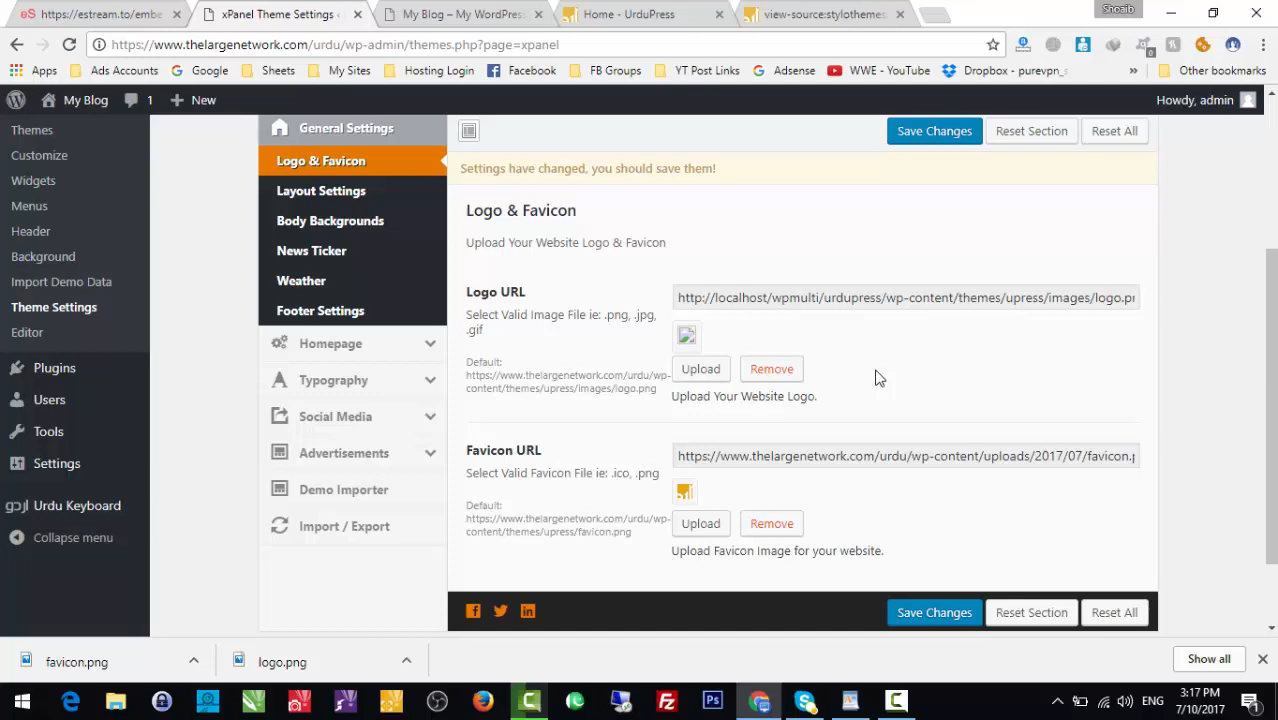 Shoaib
https://estream.to/embe
xPanel Theme Settings
My Blog – My WordPress
Home - UrduPress
view-source:stylothemes
https://www.thelargenetwork.com/urdu/wp-admin/themes.php?page=xpanel
0
Apps
Ads Accounts
Google
Sheets
My Sites
Hosting Login
Facebook
FB Groups
YT Post Links
Adsense
WWE - YouTube
Dropbox - purevpn_s
»
Other bookmarks
My Blog
1
New
Howdy, admin
Themes
Customize
Widgets
Menus
Header
Background
Import Demo Data
Theme Settings
Editor
Plugins
Users
Tools
Settings
Urdu Keyboard
Collapse menu
General Settings
Logo & Favicon
Layout Settings
Body Backgrounds
News Ticker
Weather
Footer Settings
Homepage
Typography
Social Media
Advertisements
Demo Importer
Import / Export
Save Changes
Reset Section
Reset All
Settings have changed, you should save them!
Logo & Favicon
Upload Your Website Logo & Favicon
Logo URL
Select Valid Image File ie: .png, .jpg,
.gif
Default:
https://www.thelargenetwork.com/urdu/wp-
content/themes/upress/images/logo.png
http://localhost/wpmulti/urdupress/wp-content/themes/upress/images/logo.pn
Upload
Remove
Upload Your Website Logo.
Favicon URL
Select Valid Favicon File ie: .ico, .png
Default:
https://www.thelargenetwork.com/urdu/wp-
content/themes/upress/favicon.png
https://www.thelargenetwork.com/urdu/wp-content/uploads/2017/07/favicon.p
Upload
Remove
Upload Favicon Image for your website.
Save Changes
Reset Section
Reset All
favicon.png
logo.png
Show all
ENG
3:17 PM
7/10/2017